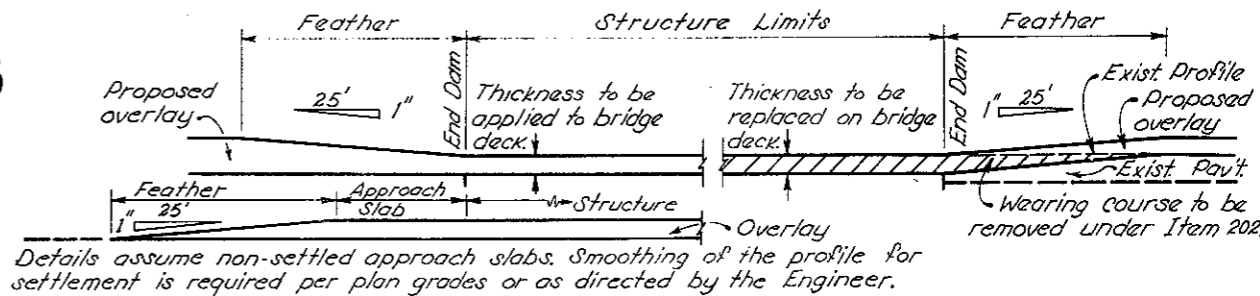 Feather
Structure Limits
Feather
Proposed
overlay
25'
1"
End Dam
Thickness to be
applied to bridge
deck.
Thickness to be
replaced on bridge
deck.
End Dam
1"
25'
Exist. Profile
Proposed
overlay
Exist. Pav't.
Wearing course to be
removed under Item 202
Feather
Approach
Slab
Structure
1"
25'
Overlay
Details assume non-settled approach slabs. Smoothing of the profile for
settlement is required per plan grades or as directed by the Engineer.